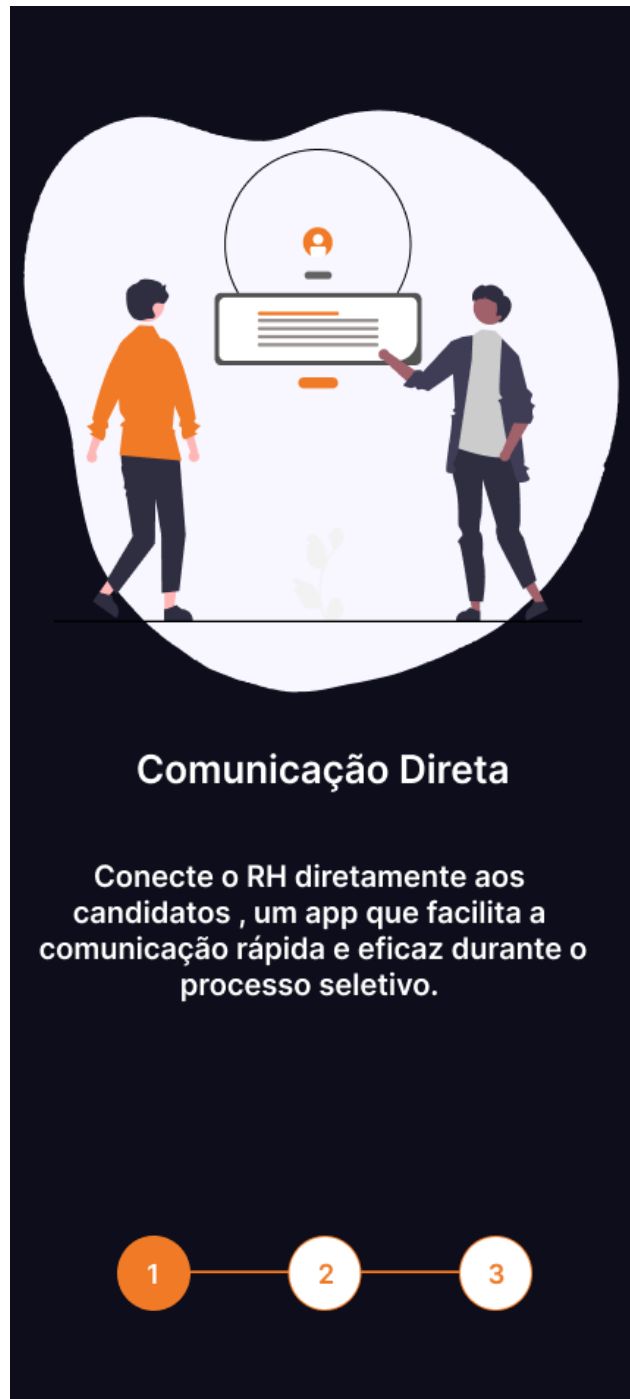 Comunicação Direta
Conecte o RH diretamente aos
candidatos , um app que facilita a
comunicação rápida e eficaz durante o
processo seletivo.
1 2 3